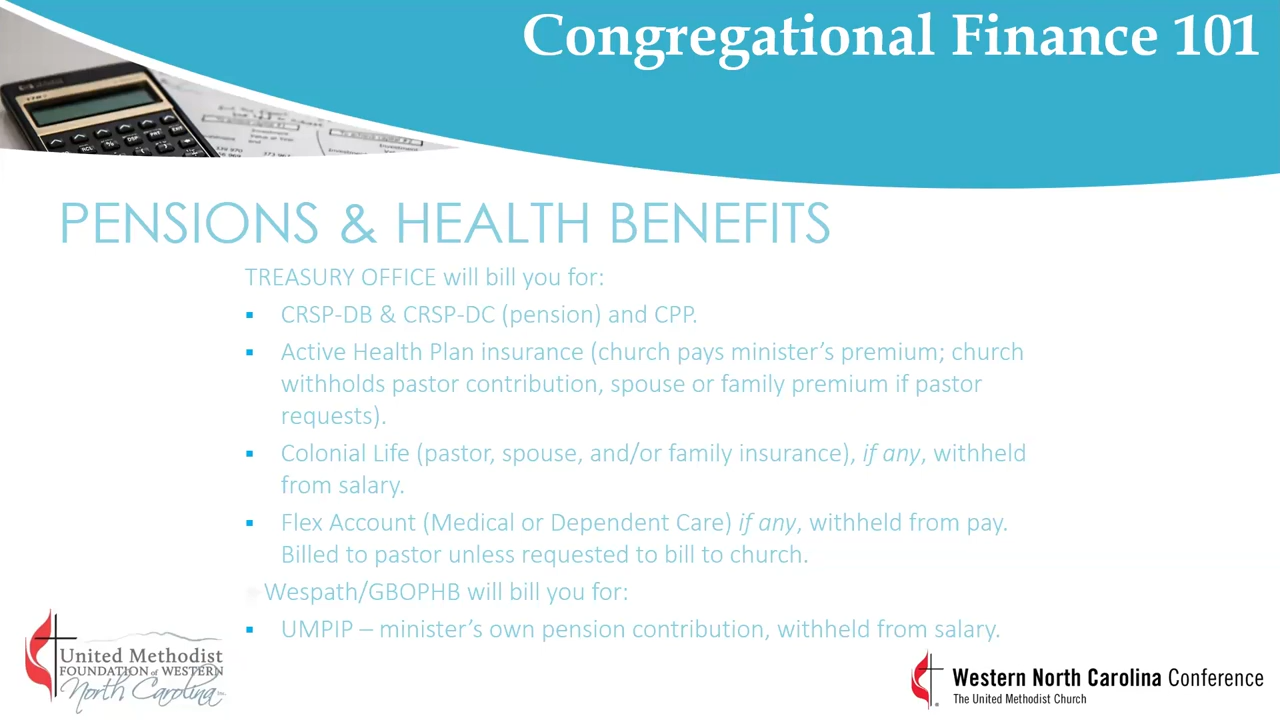 Congregational Finance 101
PENSIONS & HEALTH BENEFITS
TREASURY OFFICE will bill you for:
▪ CRSP-DB & CRSP-DC (pension) and CPP.
▪ Active Health Plan insurance (church pays minister’s premium; church
withholds pastor contribution, spouse or family premium if pastor
requests).
▪ Colonial Life (pastor, spouse, and/or family insurance), if any, withheld
from salary.
▪ Flex Account (Medical or Dependent Care) if any, withheld from pay.
Billed to pastor unless requested to bill to church.
Wespath/GBOPHB will bill you for:
▪ UMPIP – minister’s own pension contribution, withheld from salary.
United Methodist
FOUNDATION of WESTERN
North Carolina
Western North Carolina Conference
The United Methodist Church